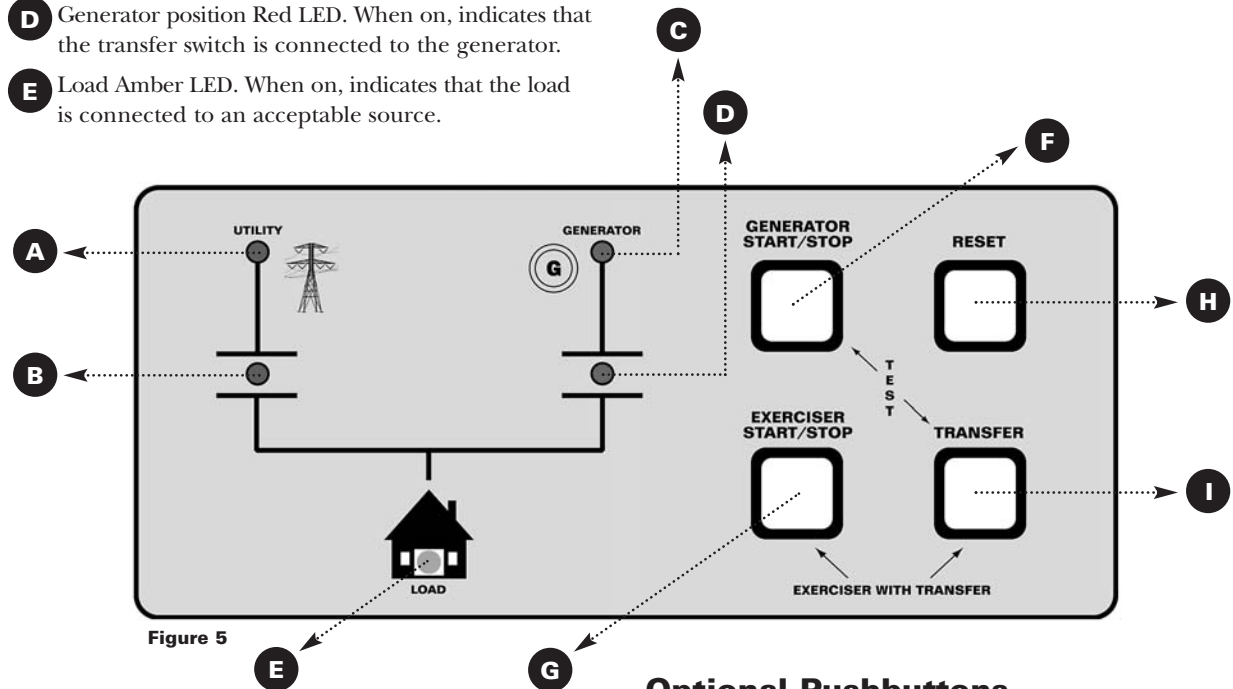 D Generator position Red LED. When on, indicates that
the transfer switch is connected to the generator.
E Load Amber LED. When on, indicates that the load
is connected to an acceptable source.
C
D
F
A
UTILITY
GENERATOR
G
GENERATOR
START/STOP
RESET
H
B
TEST
EXERCISER
START/STOP
TRANSFER
I
LOAD
EXERCISER WITH TRANSFER
Figure 5
E
G
Optional Pushbuttons